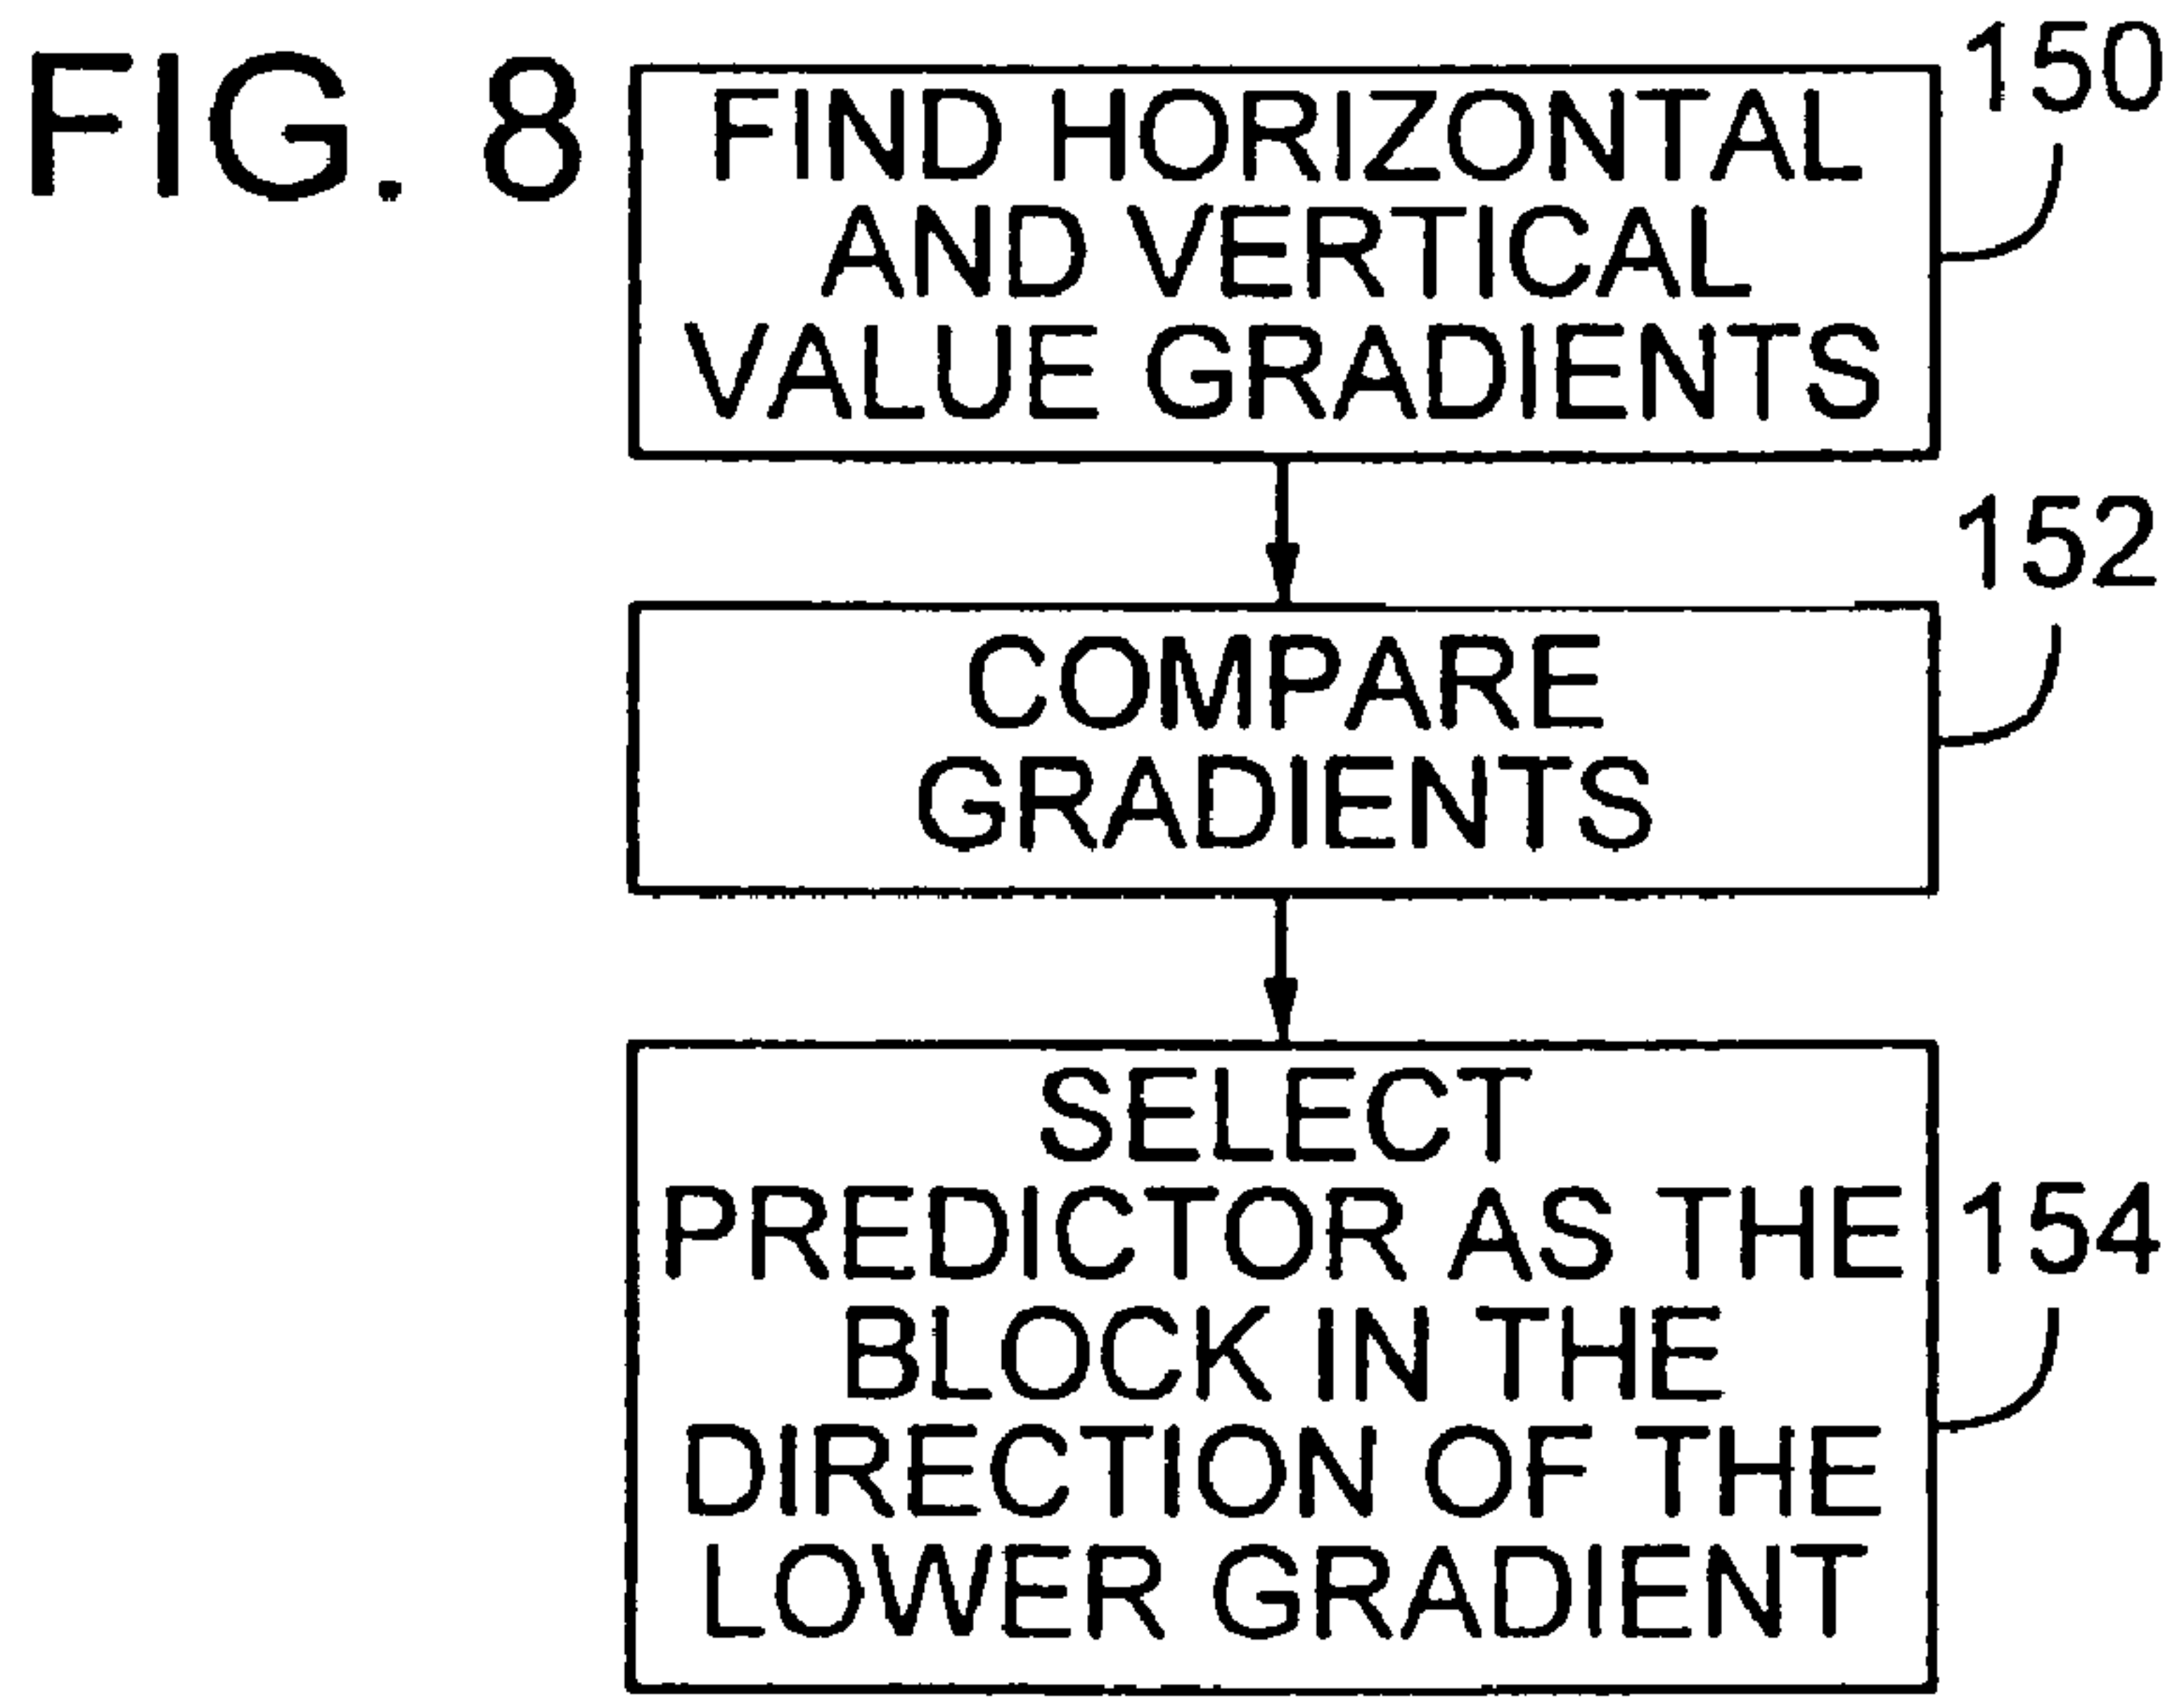 FIG. 8
150
FIND HORIZONTAL
AND VERTICAL
VALUE GRADIENTS
152
COMPARE
GRADIENTS
154
SELECT
PREDICTOR AS THE
BLOCK IN THE
DIRECTION OF THE
LOWER GRADIENT